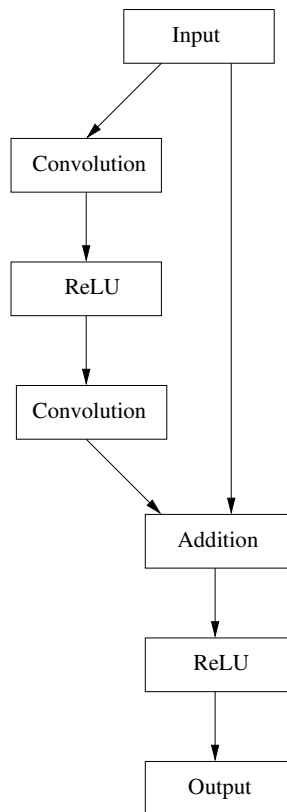 Input
Convolution
ReLU
Convolution
Addition
ReLU
Output